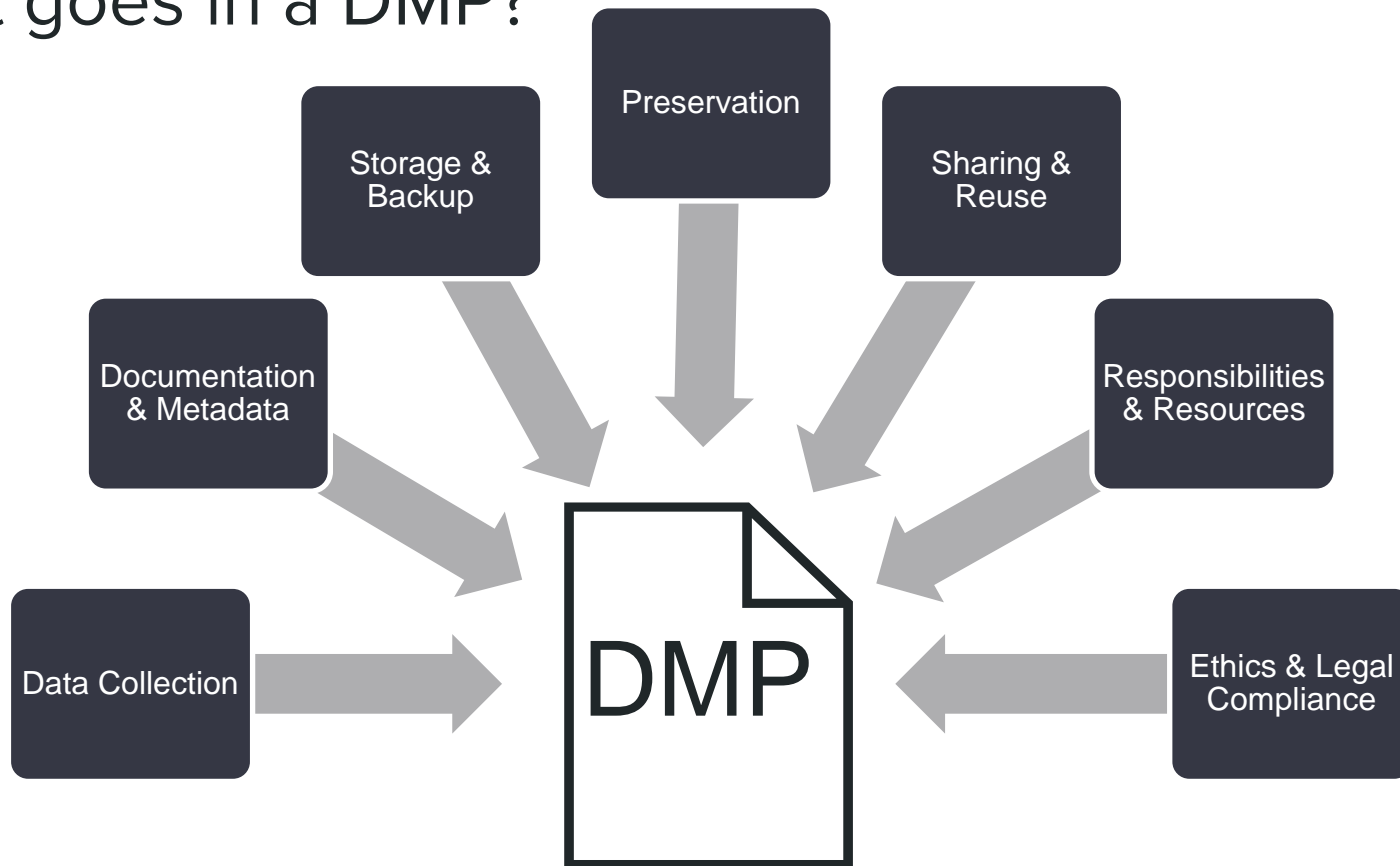 goes in a DMP?
Preservation
Storage &
Backup
Sharing &
Reuse
Documentation
& Metadata
Responsibilities
& Resources
Data Collection
DMP
Ethics & Legal
Compliance